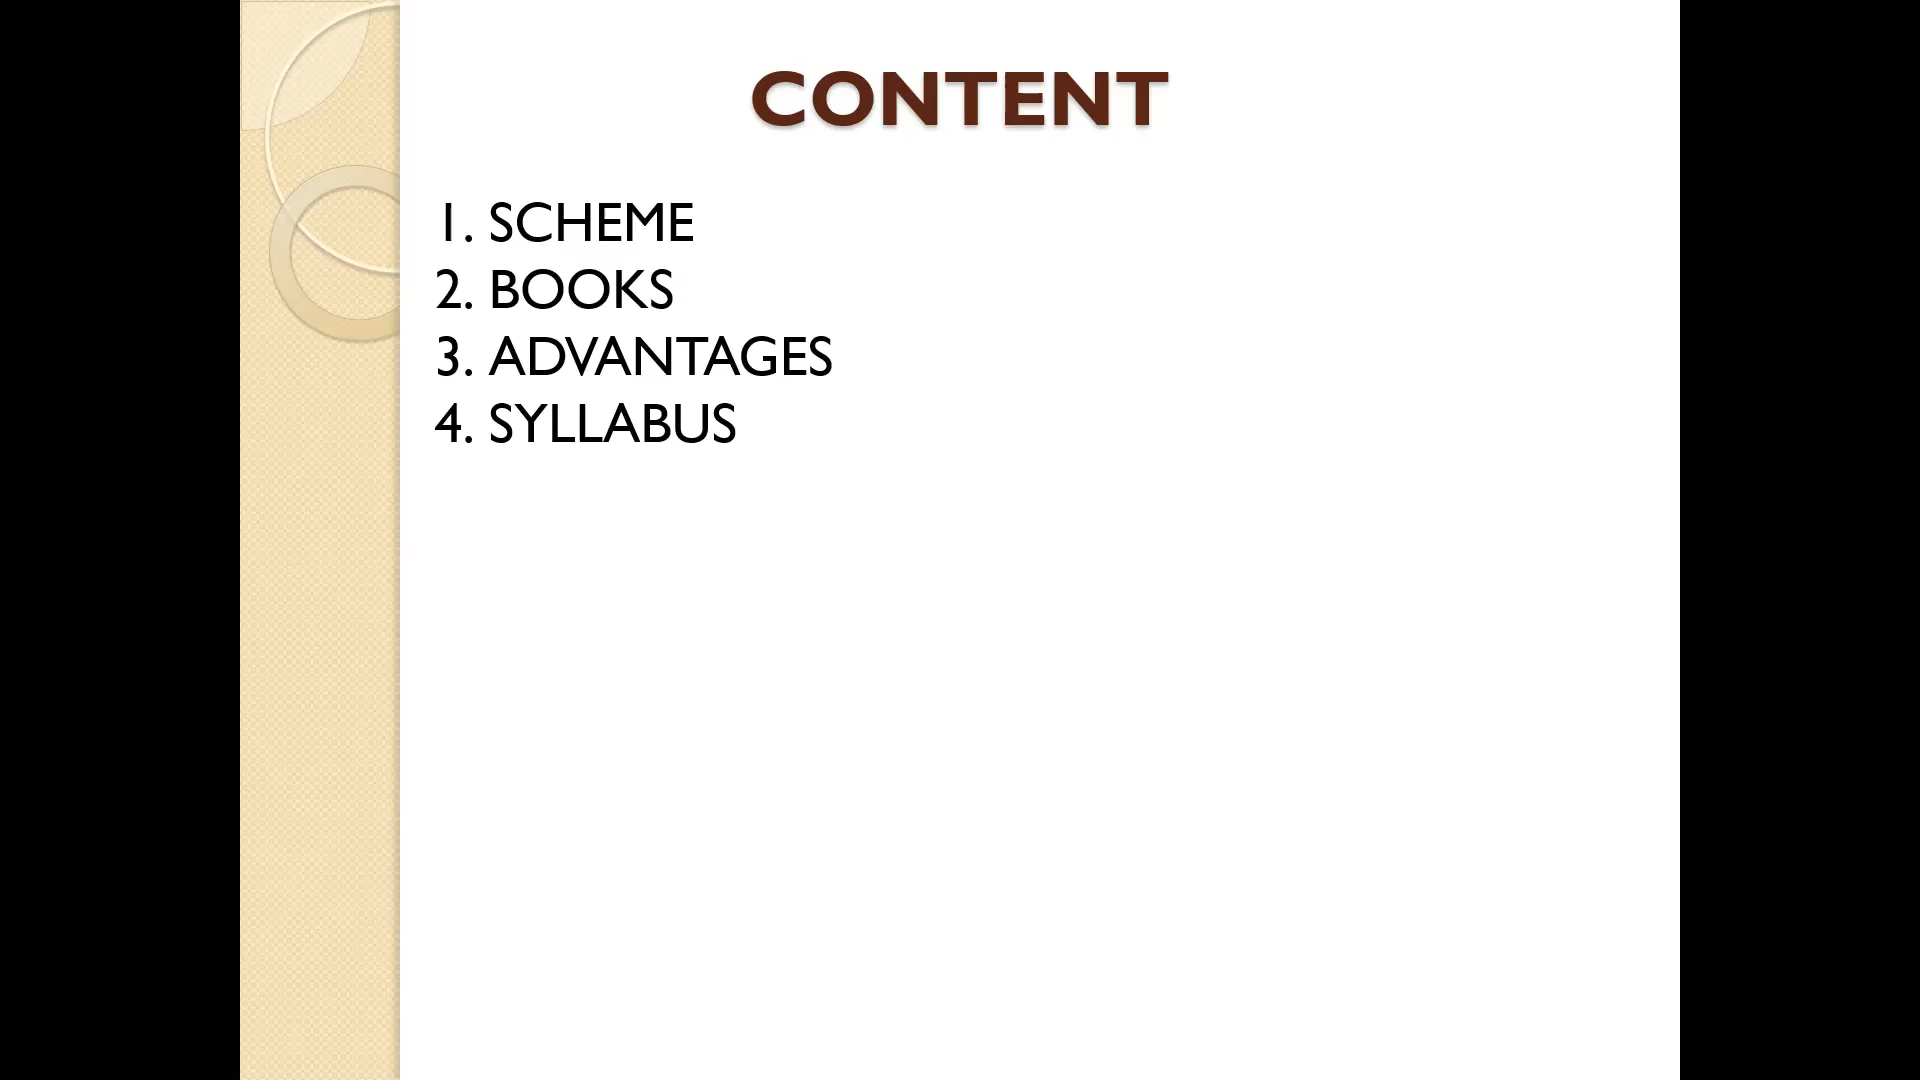 CONTENT
1. SCHEME
2. BOOKS
3. ADVANTAGES
4. SYLLABUS